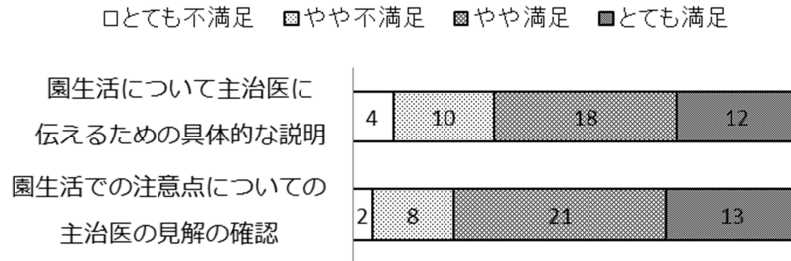 □とても不満足 やや不満足 やや満足 とても満足
園生活について主治医に
伝えるための具体的な説明
4 10 18 12
園生活での注意点についての
主治医の見解の確認
2 8 21 13